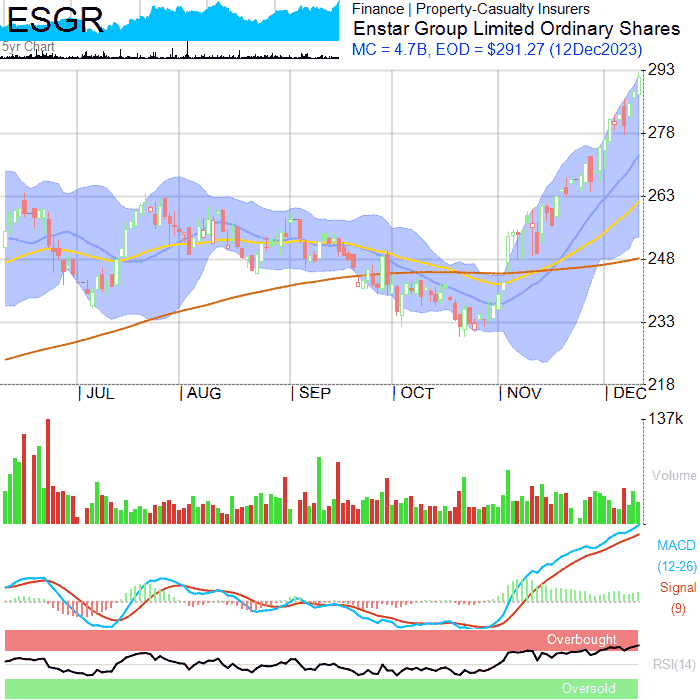 ESGR
5yr Chart
Finance | Property-Casualty Insurers
Enstar Group Limited Ordinary Shares
MC = 4.7B, EOD = $291.27 (12Dec2023)
293
278
263
248
233
218
| JUL | AUG | SEP | OCT | NOV | DEC
137k
Volume
MACD
(12-26)
Signal
(9)
Overbought
RSI(14)
Oversold